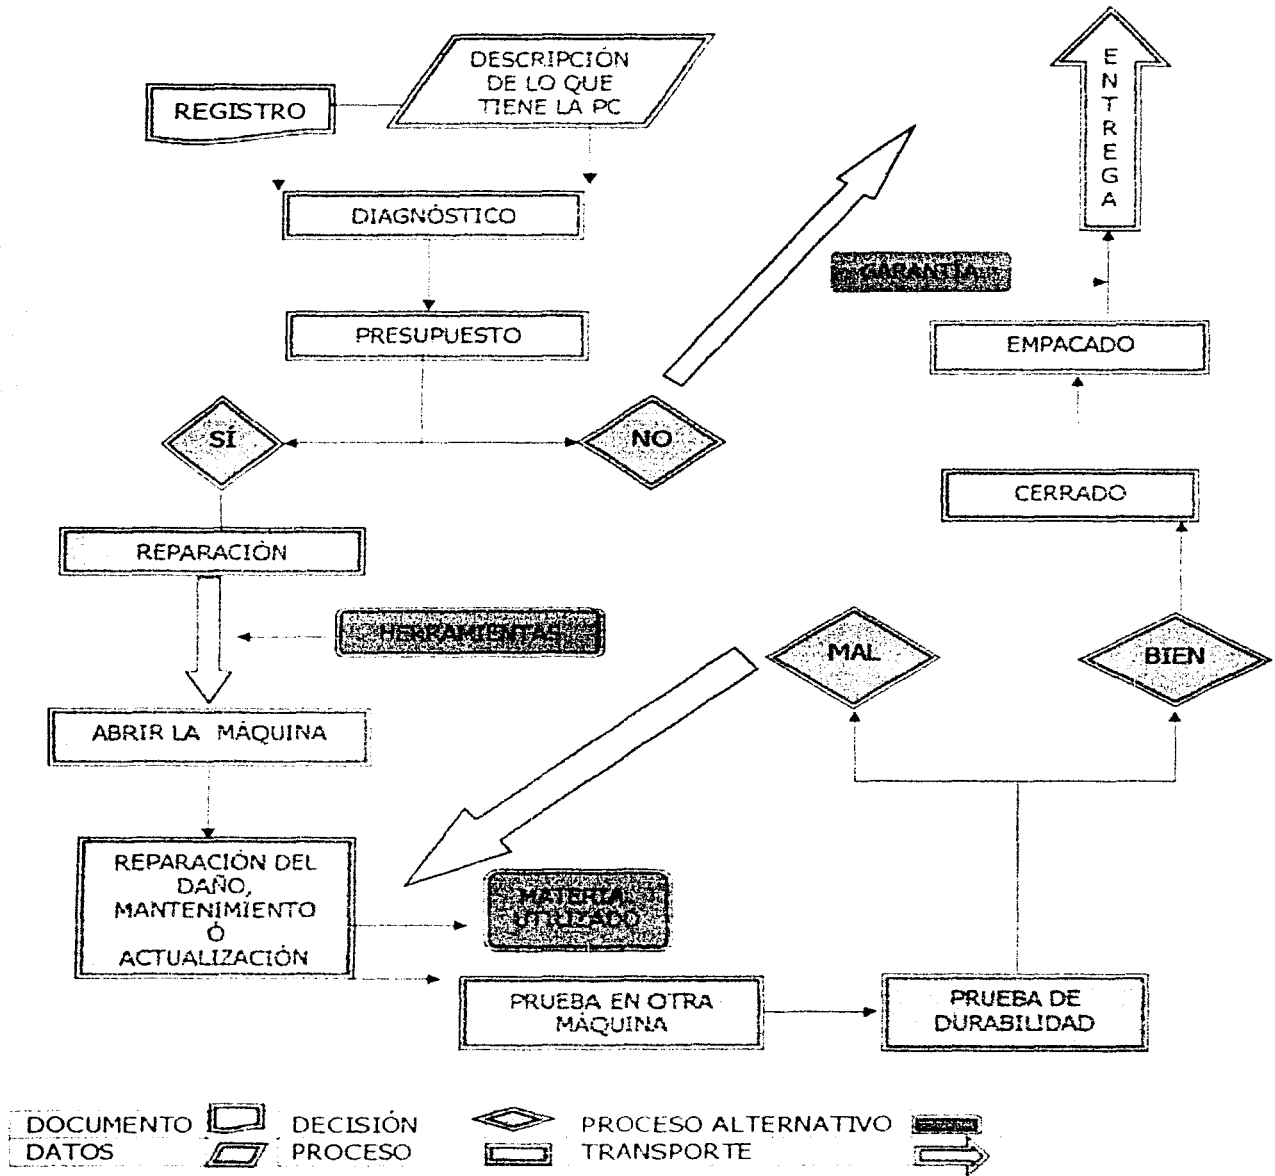 DESCRIPCIÓN
DE LO QUE
TIENE LA PC
REGISTRO
DIAGNÓSTICO
PRESUPUESTO
SÍ
NO
REPARACIÓN
HERRAMIENTAS
ABRIR LA MÁQUINA
REPARACIÓN DEL
DAÑO,
MANTENIMIENTO
Ó
ACTUALIZACIÓN
MATERIAL
UTILIZADO
PRUEBA EN OTRA
MÁQUINA
PRUEBA DE
DURABILIDAD
MAL
BIEN
CERRADO
EMPACADO
GARANTÍA
ENTREGA
DOCUMENTO DECISIÓN PROCESO ALTERNATIVO
DATOS PROCESO TRANSPORTE